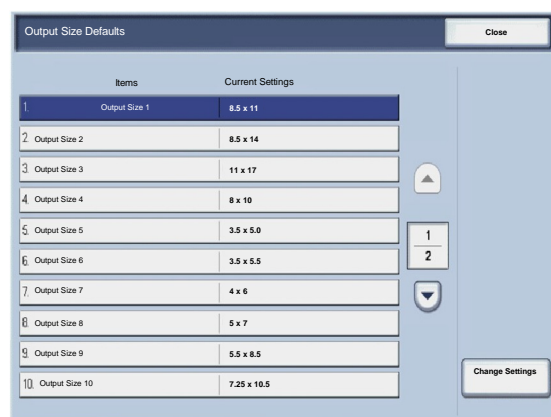 Output Size Defaults
Close
Items Current Settings
1. Output Size 1 8.5 x 11
2. Output Size 2 8.5 x 14
3. Output Size 3 11 x 17
4. Output Size 4 8 x 10
5. Output Size 5 3.5 x 5.0
6. Output Size 6 3.5 x 5.5
7. Output Size 7 4 x 6
8. Output Size 8 5 x 7
9. Output Size 9 5.5 x 8.5
10. Output Size 10 7.25 x 10.5
1
2
Change Settings